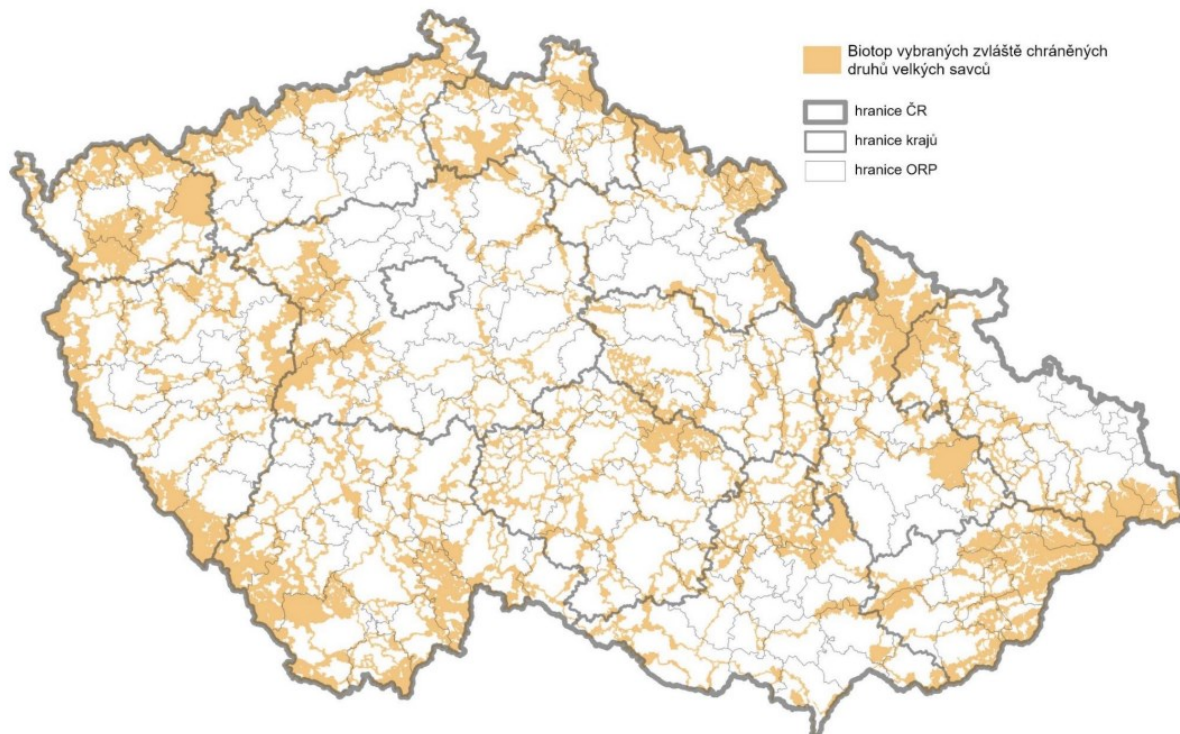 Biotop vybraných zvláště chráněných
druhů velkých savců
hranice ČR
hranice krajů
hranice ORP